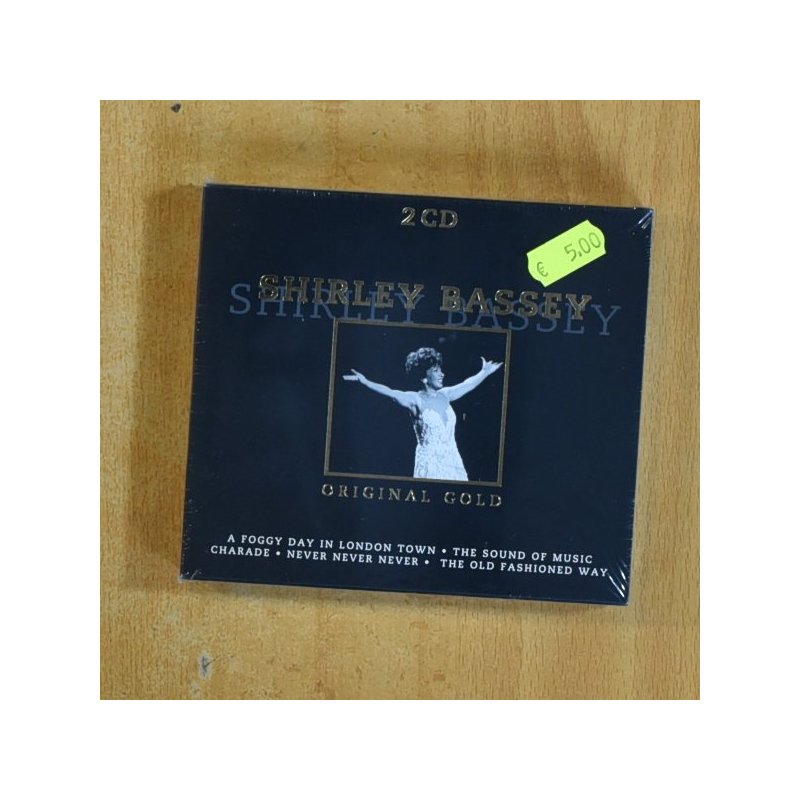 2 CD
€ 5,00
SHIRLEY BASSEY
SHIRLEY BASSEY
ORIGINAL GOLD
A FOGGY DAY IN LONDON TOWN • THE SOUND OF MUSIC
CHARADE • NEVER NEVER NEVER • THE OLD FASHIONED WAY